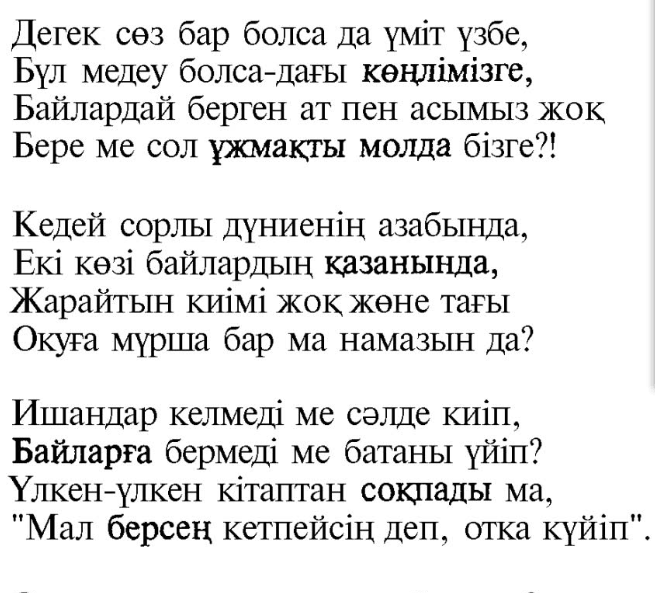 Дегек сөз бар болса да үміт үзбе,
Бүл медеу болса-дағы көңлімізге,
Байлардай берген ат пен асымыз жоқ
Бере ме сол ұжмақты молда бізге?!
Кедей сорлы дүниенің азабында,
Екі көзі байлардың қазанында,
Жарайтын киімі жоқ жөне тағы
Окуға мүрша бар ма намазын да?
Ишандар келмеді ме сәлде киіп,
Байларға бермеді ме батаны үйіп?
Үлкен-үлкен кітаптан соқпады ма,
"Мал берсең кетпейсің деп, отка күйіп".